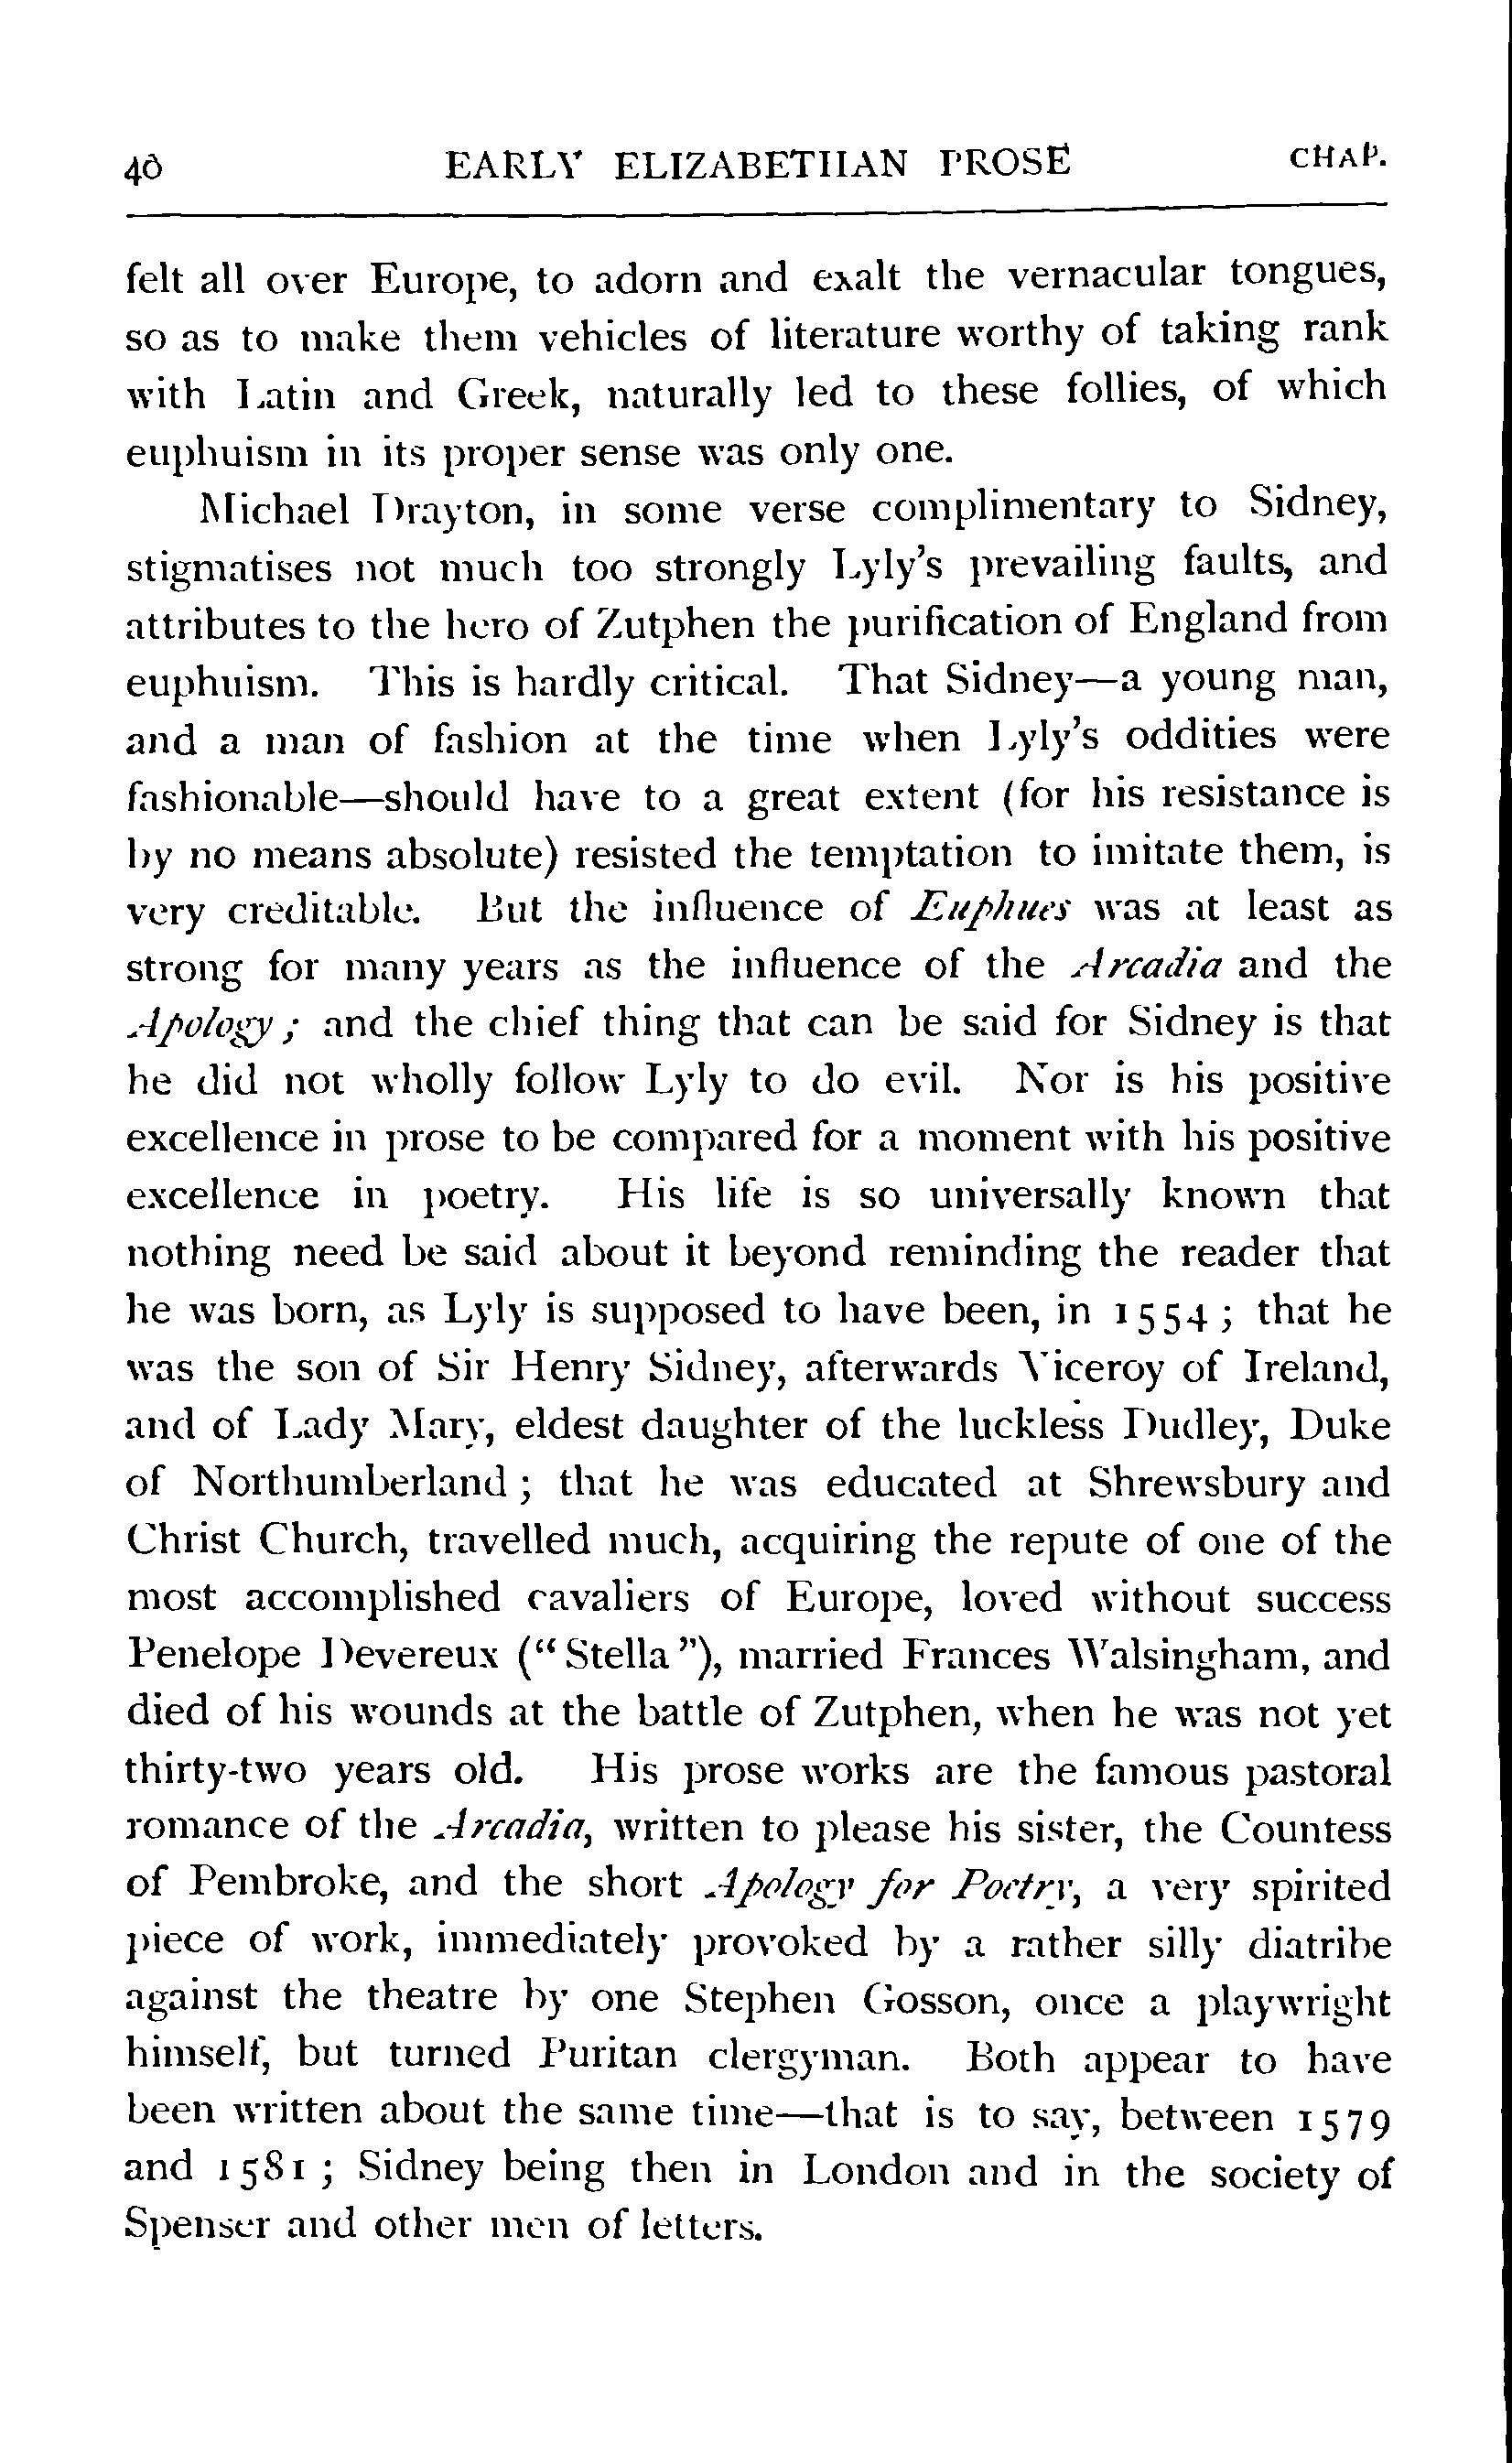 40 EARLY ELIZABETHAN PROSE CHAP.
felt all over Europe, to adorn and exalt the vernacular tongues,
so as to make them vehicles of literature worthy of taking rank
with Latin and Greek, naturally led to these follies, of which
euphuism in its proper sense was only one.
Michael Drayton, in some verse complimentary to Sidney,
stigmatises not much too strongly Lyly's prevailing faults, and
attributes to the hero of Zutphen the purification of England from
euphuism. This is hardly critical. That Sidney—a young man,
and a man of fashion at the time when Lyly's oddities were
fashionable—should have to a great extent (for his resistance is
by no means absolute) resisted the temptation to imitate them, is
very creditable. But the influence of Euphues was at least as
strong for many years as the influence of the Arcadia and the
Apology; and the chief thing that can be said for Sidney is that
he did not wholly follow Lyly to do evil. Nor is his positive
excellence in prose to be compared for a moment with his positive
excellence in poetry. His life is so universally known that
nothing need be said about it beyond reminding the reader that
he was born, as Lyly is supposed to have been, in 1554; that he
was the son of Sir Henry Sidney, afterwards Viceroy of Ireland,
and of Lady Mary, eldest daughter of the luckless Dudley, Duke
of Northumberland; that he was educated at Shrewsbury and
Christ Church, travelled much, acquiring the repute of one of the
most accomplished cavaliers of Europe, loved without success
Penelope Devereux ("Stella"), married Frances Walsingham, and
died of his wounds at the battle of Zutphen, when he was not yet
thirty-two years old. His prose works are the famous pastoral
romance of the Arcadia, written to please his sister, the Countess
of Pembroke, and the short Apology for Poetry, a very spirited
piece of work, immediately provoked by a rather silly diatribe
against the theatre by one Stephen Gosson, once a playwright
himself, but turned Puritan clergyman. Both appear to have
been written about the same time—that is to say, between 1579
and 1581; Sidney being then in London and in the society of
Spenser and other men of letters.